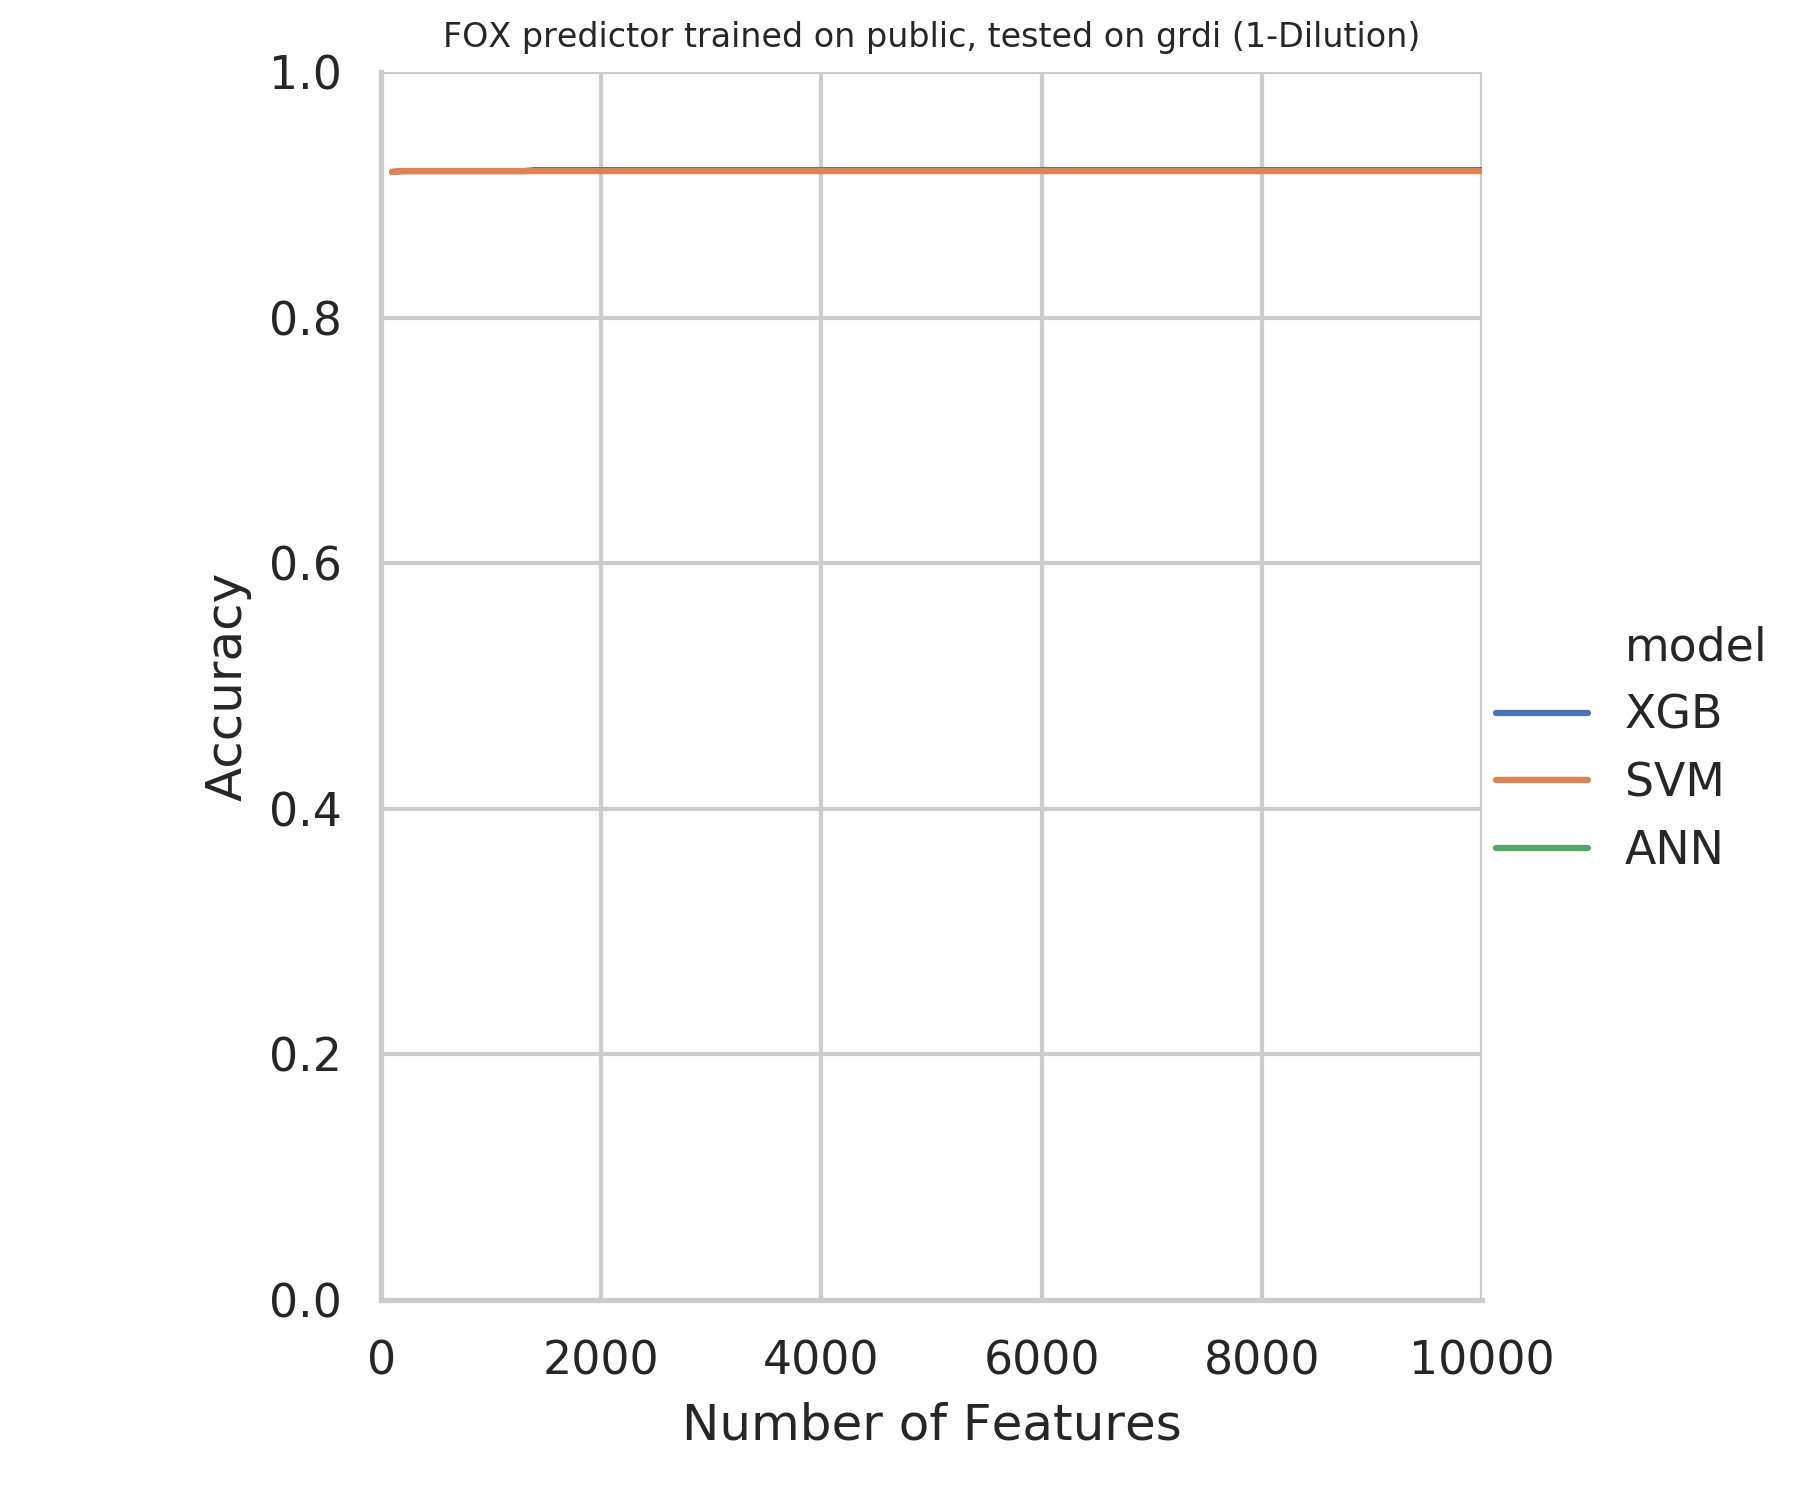 FOX predictor trained on public, tested on grdi (1-Dilution)
1.0
0.8
0.6
0.4
0.2
0.0
Accuracy
0 2000 4000 6000 8000 10000
Number of Features
model
XGB
SVM
ANN